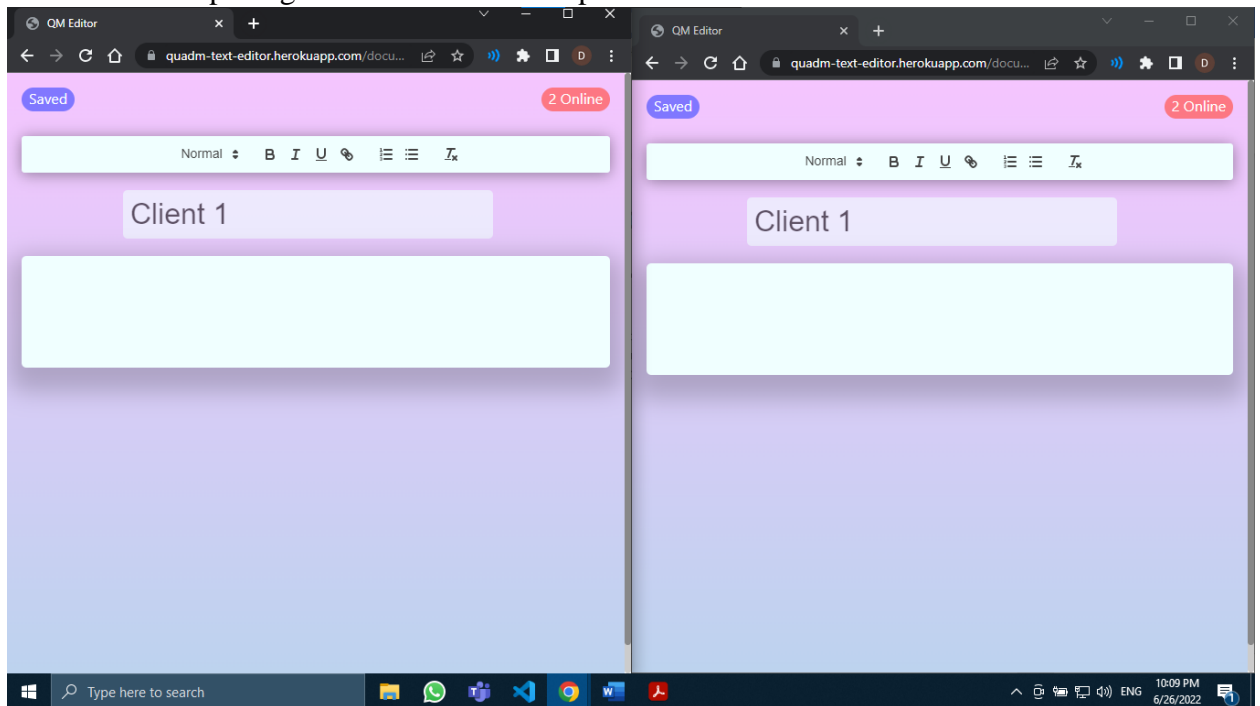 QM Editor
quadm-text-editor.herokuapp.com/docu...
D
Saved
2 Online
Normal
B I U
Client 1
QM Editor
quadm-text-editor.herokuapp.com/docu...
D
Saved
2 Online
Normal
B I U
Client 1
Type here to search
ENG
10:09 PM
6/26/2022